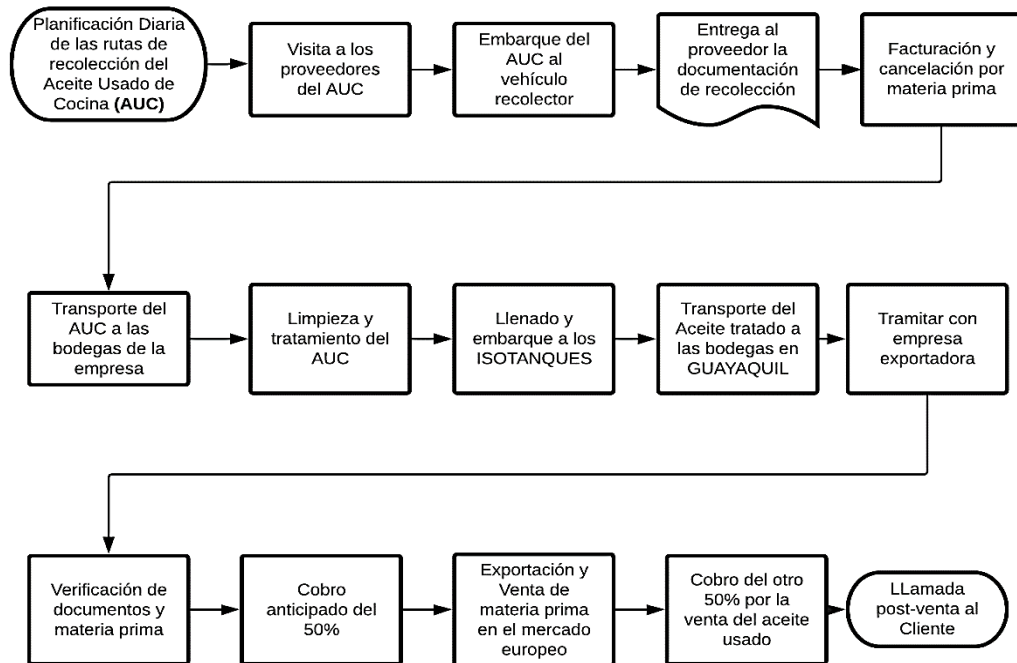 Planificación Diaria
de las rutas de
recolección del
Aceite Usado de
Cocina (AUC)
Visita a los
proveedores
del AUC
Embarque del
AUC al
vehículo
recolector
Entrega al
proveedor la
documentación
de recolección
Facturación y
cancelación por
materia prima
Transporte del
AUC a las
bodegas de la
empresa
Limpieza y
tratamiento del
AUC
Llenado y
embarque a los
ISOTANQUES
Transporte del
Aceite tratado a
las bodegas en
GUAYAQUIL
Tramitar con
empresa
exportadora
Verificación de
documentos y
materia prima
Cobro
anticipado del
50%
Exportación y
Venta de
materia prima
en el mercado
europeo
Cobro del otro
50% por la
venta del aceite
usado
LLamada
post-venta al
Cliente